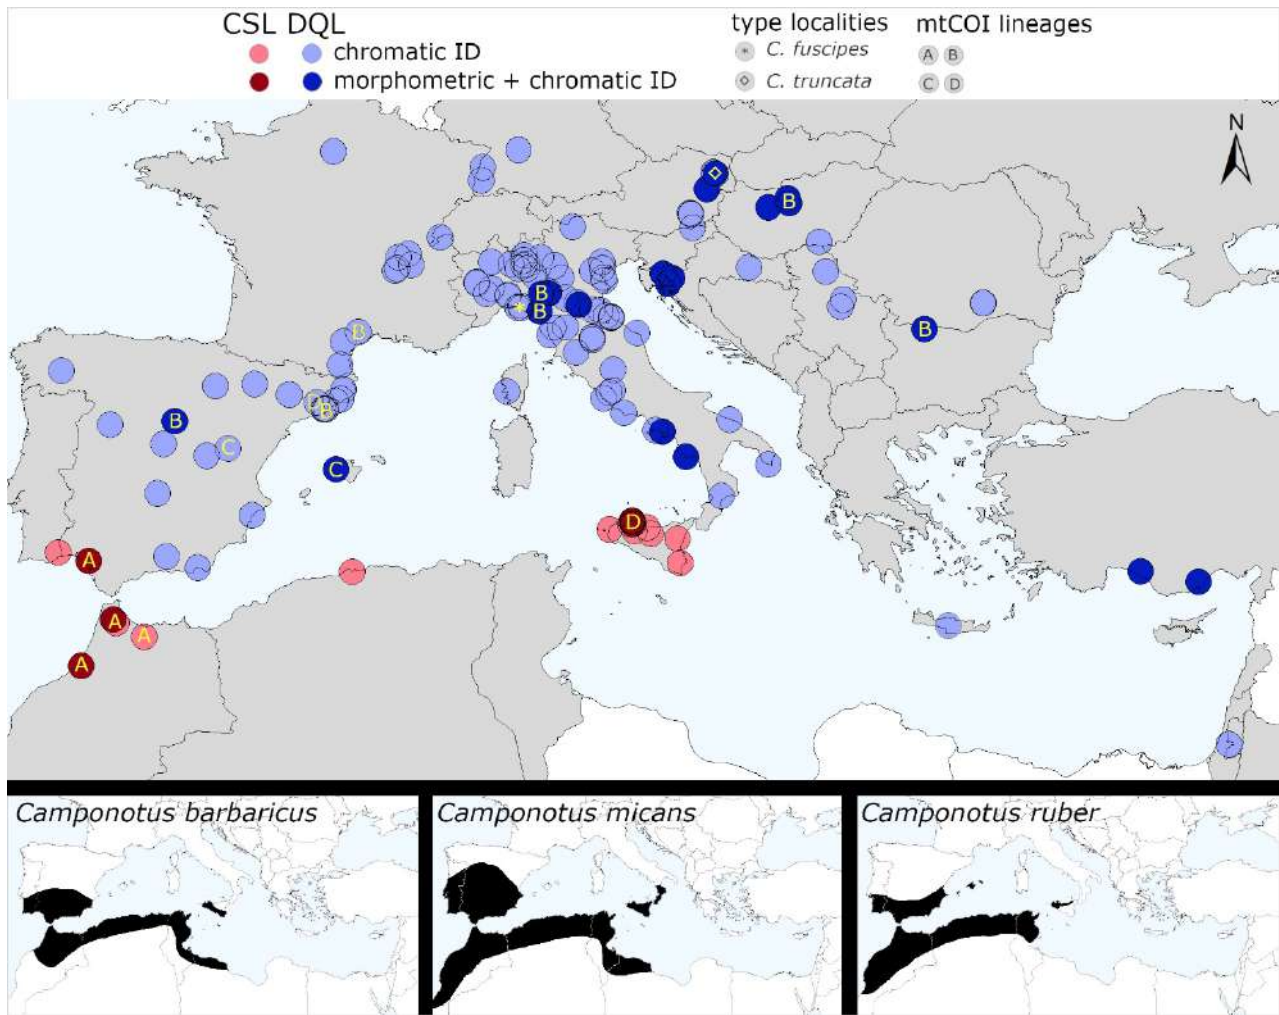 CSL DQL
chromatic ID
morphometric + chromatic ID
type localities
* C. fuscipes
◇ C. truncata
mtCOI lineages
A B
C D
N
◇
B
B
B
*
B
B
B
B
C
C
D
A
A
A
A
Camponotus barbaricus
Camponotus micans
Camponotus ruber